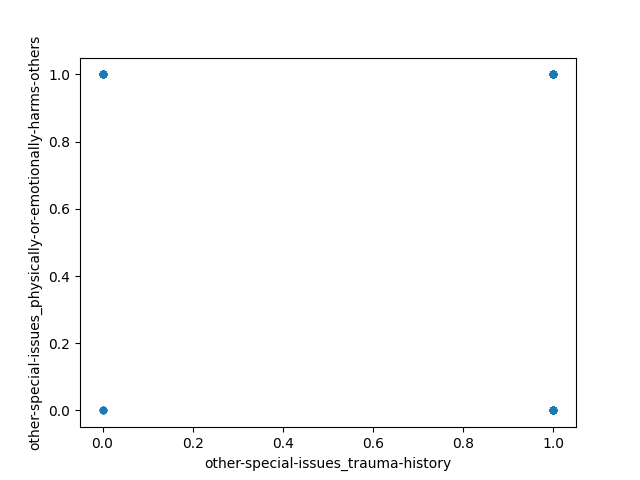 other-special-issues_physically-or-emotionally-harms-others
1.0
0.8
0.6
0.4
0.2
0.0
0.0 0.2 0.4 0.6 0.8 1.0
other-special-issues_trauma-history